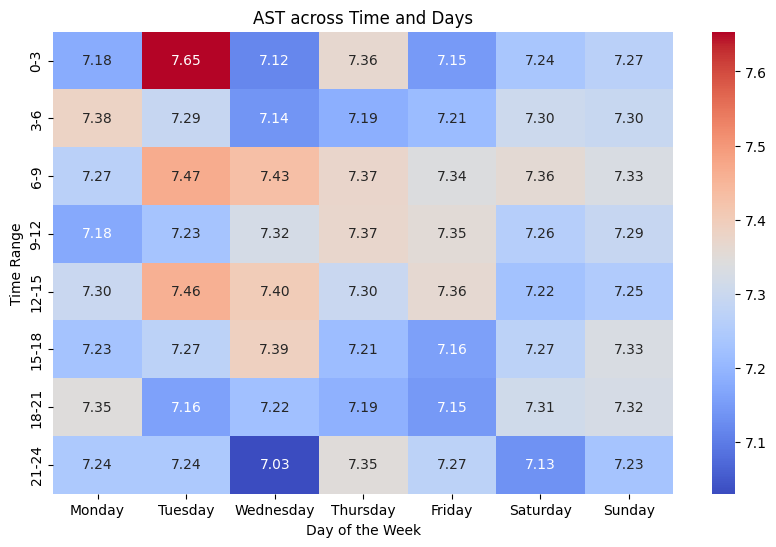 AST across Time and Days
0-3 7.18 7.65 7.12 7.36 7.15 7.24 7.27
3-6 7.38 7.29 7.14 7.19 7.21 7.30 7.30
6-9 7.27 7.47 7.43 7.37 7.34 7.36 7.33
9-12 7.18 7.23 7.32 7.37 7.35 7.26 7.29
12-15 7.30 7.46 7.40 7.30 7.36 7.22 7.25
15-18 7.23 7.27 7.39 7.21 7.16 7.27 7.33
18-21 7.35 7.16 7.22 7.19 7.15 7.31 7.32
21-24 7.24 7.24 7.03 7.35 7.27 7.13 7.23
Time Range
Monday Tuesday Wednesday Thursday Friday Saturday Sunday
Day of the Week
7.6
7.5
7.4
7.3
7.2
7.1